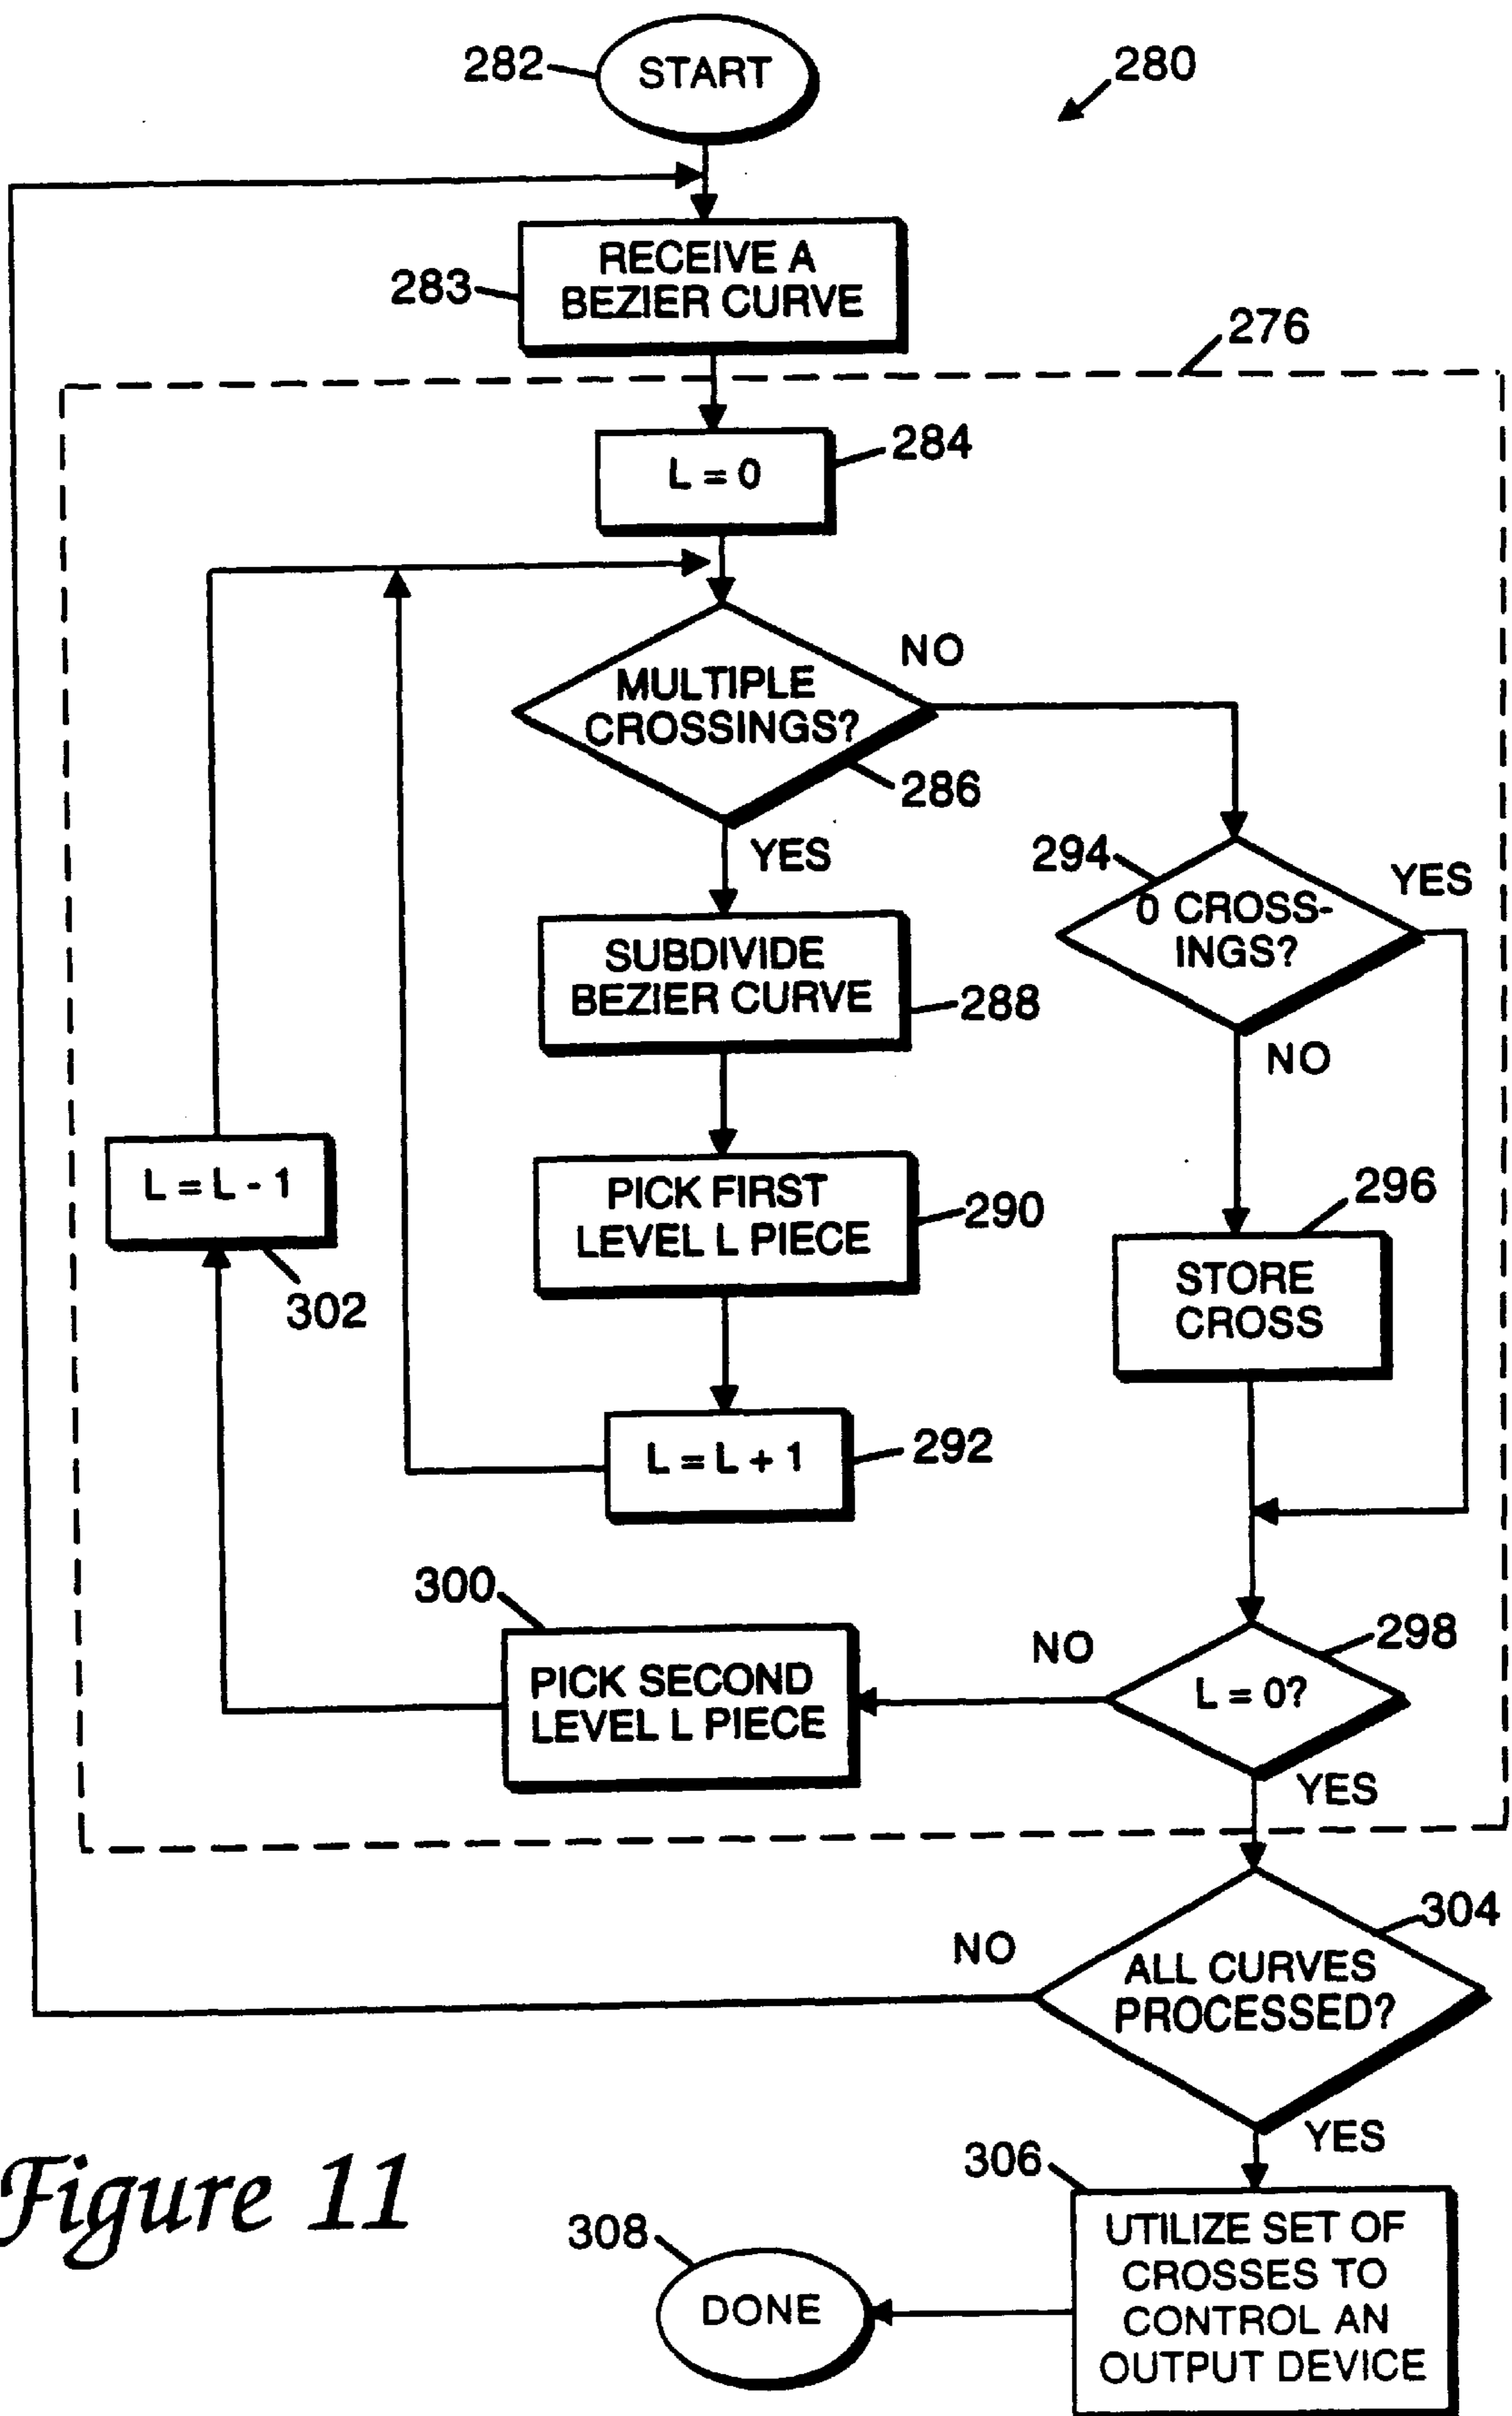 282
START
280
283
RECEIVE A
BEZIER CURVE
276
284
L = 0
NO
MULTIPLE
CROSSINGS?
286
YES
294
YES
0 CROSS-
INGS?
NO
SUBDIVIDE
BEZIER CURVE
288
L = L - 1
302
PICK FIRST
LEVEL L PIECE
290
296
STORE
CROSS
L = L + 1
292
300
PICK SECOND
LEVEL L PIECE
NO
298
L = 0?
YES
304
NO
ALL CURVES
PROCESSED?
YES
306
UTILIZE SET OF
CROSSES TO
CONTROL AN
OUTPUT DEVICE
308
DONE
Figure 11